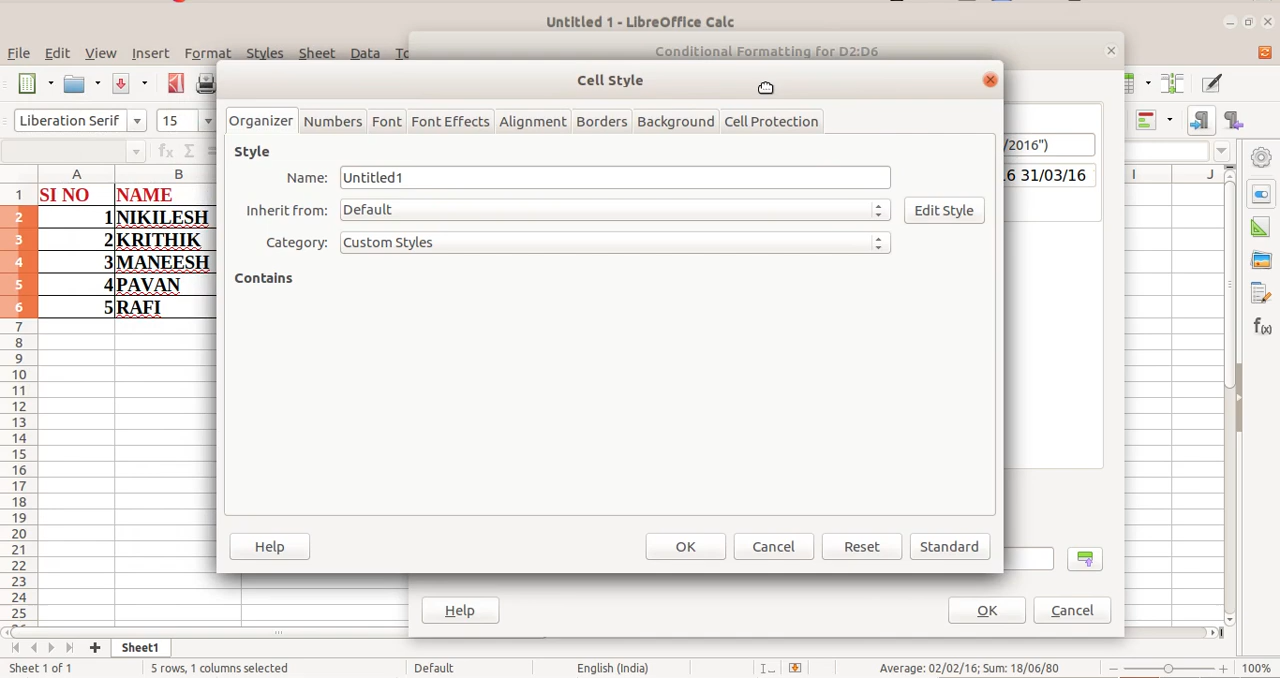 Untitled 1 - LibreOffice Calc
File Edit View Insert Format Styles Sheet Data
Conditional Formatting for D2:D6
Cell Style
Liberation Serif 15
Organizer Numbers Font Font Effects Alignment Borders Background Cell Protection
/2016")
Style
Name: Untitled1
16 31/03/16
Inherit from: Default Edit Style
Category: Custom Styles
Contains
A B I J
1 SI NO NAME
2 1 NIKILESH
3 2 KRITHIK
4 3 MANEESH
5 4 PAVAN
6 5 RAFI
7
8
9
10
11
12
13
14
15
16
17
18
19
20
21
22
23
24
25
Help OK Cancel Reset Standard
Help OK Cancel
Sheet1
Sheet 1 of 1 5 rows, 1 columns selected Default English (India) Average: 02/02/16; Sum: 18/06/80 100%